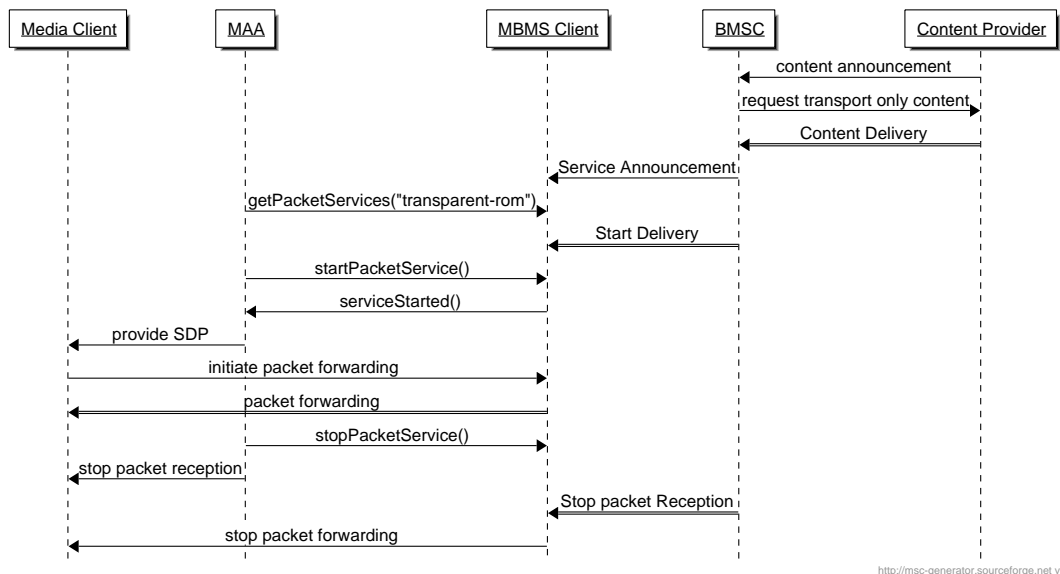 Media Client
MAA
MBMS Client
BMSC
Content Provider
content announcement
request transport only content
Content Delivery
Service Announcement
getPacketServices("transparent-rom")
Start Delivery
startPacketService()
serviceStarted()
provide SDP
initiate packet forwarding
packet forwarding
stopPacketService()
stop packet reception
Stop packet Reception
stop packet forwarding
http://msc-generator.sourceforge.net v